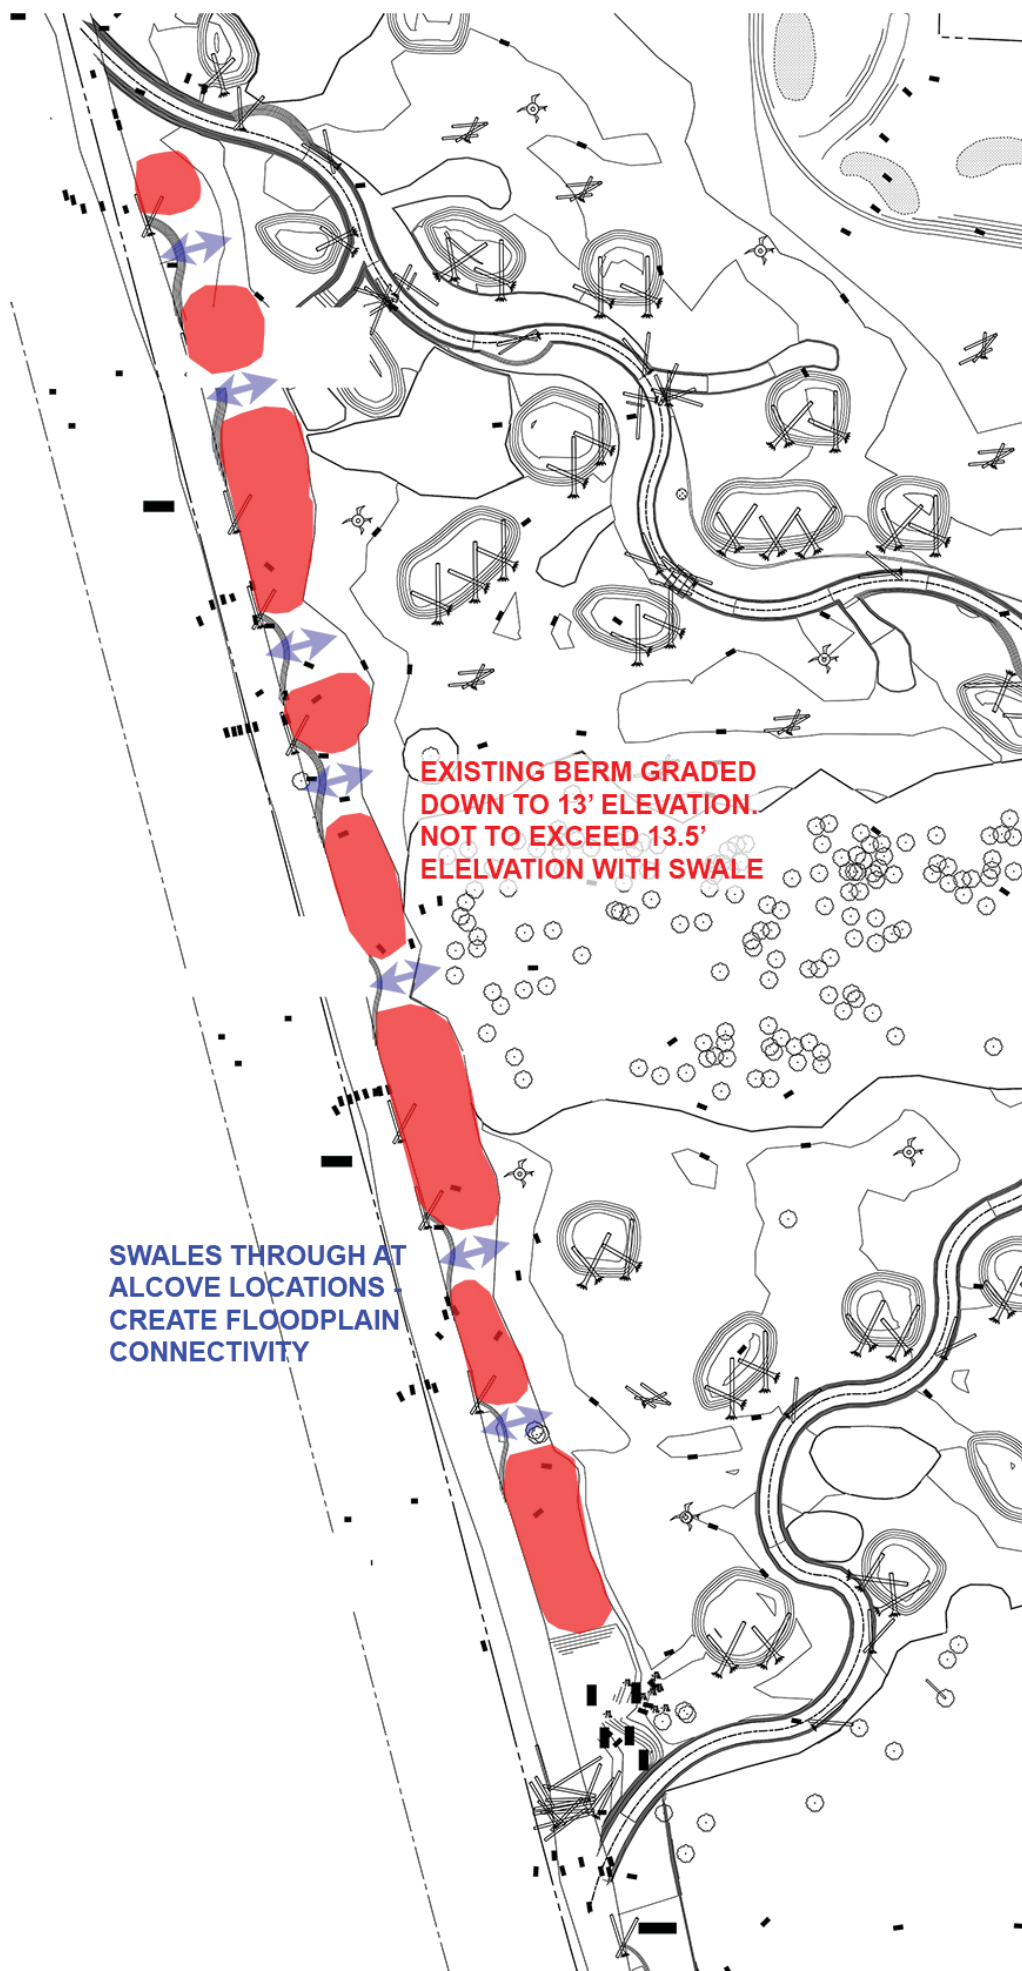 EXISTING BERM GRADED
DOWN TO 13’ ELEVATION.
NOT TO EXCEED 13.5’
ELELVATION WITH SWALE
SWALES THROUGH AT
ALCOVE LOCATIONS -
CREATE FLOODPLAIN
CONNECTIVITY